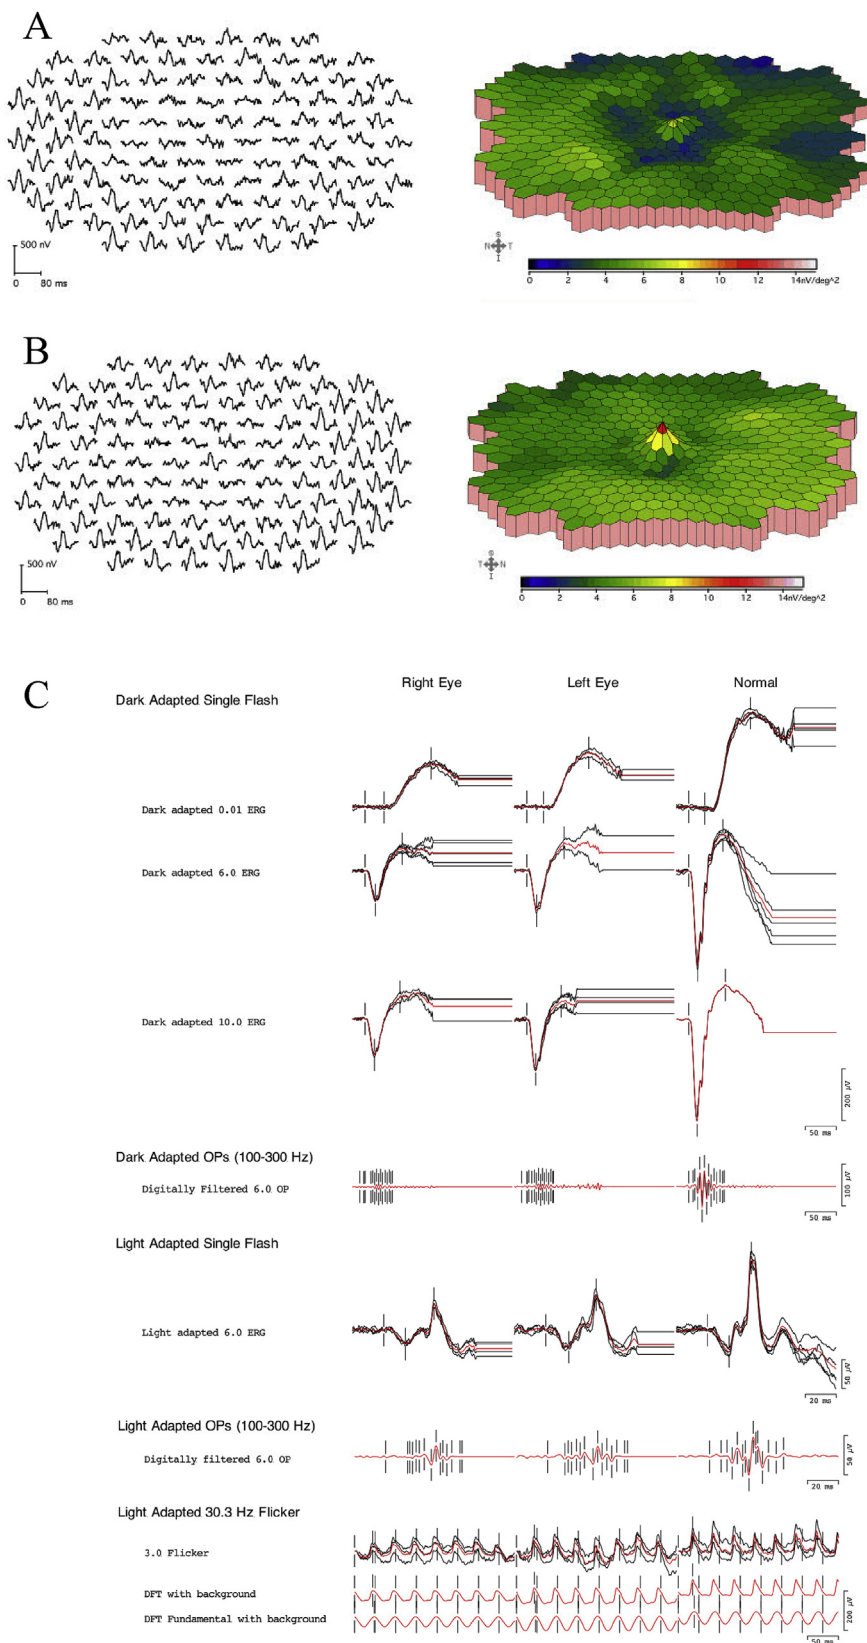 A
500 nV
0 80 ms
S
N T
I
0 2 4 6 8 10 12 14nV/deg^2
B
500 nV
0 80 ms
S
T N
I
0 2 4 6 8 10 12 14nV/deg^2
C
Right Eye Left Eye Normal
Dark Adapted Single Flash
Dark adapted 0.01 ERG
Dark adapted 6.0 ERG
Dark adapted 10.0 ERG
200 µV
50 ms
Dark Adapted OPs (100-300 Hz)
Digitally Filtered 6.0 OP
100 µV
50 ms
Light Adapted Single Flash
Light adapted 6.0 ERG
50 µV
20 ms
Light Adapted OPs (100-300 Hz)
Digitally filtered 6.0 OP
50 µV
20 ms
Light Adapted 30.3 Hz Flicker
3.0 Flicker
DFT with background
DFT Fundamental with background
200 µV
50 ms